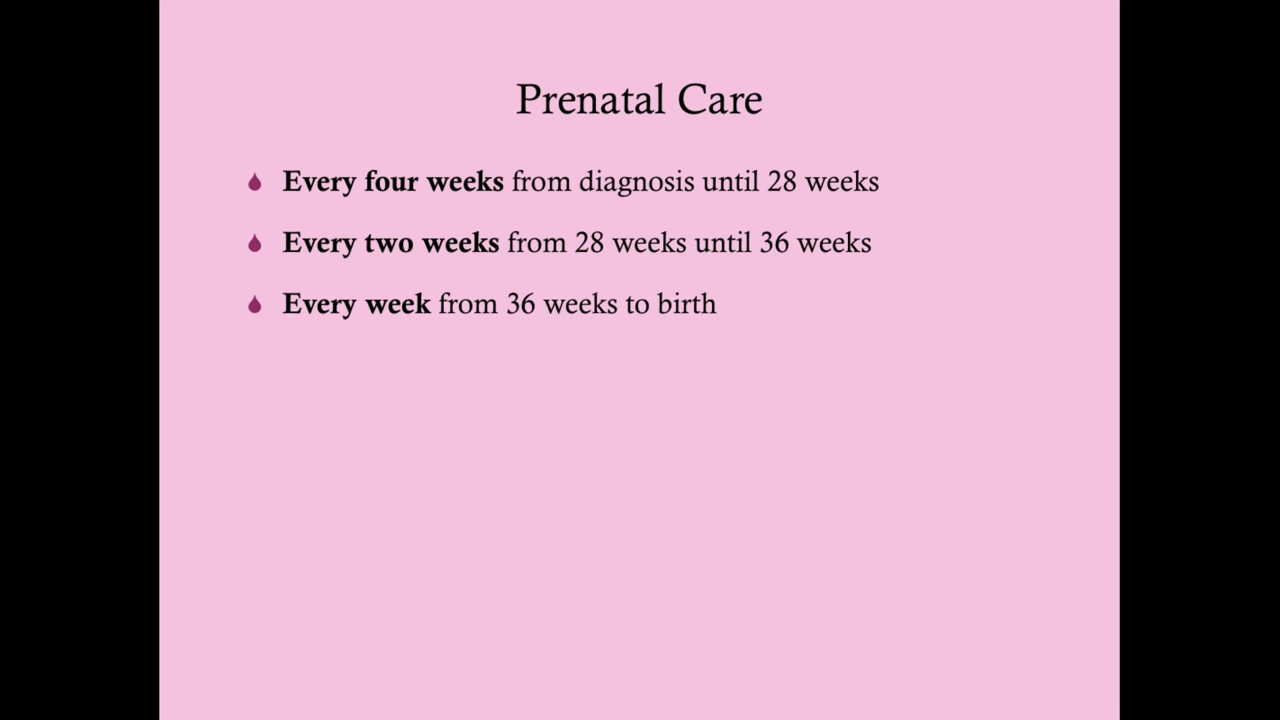 Prenatal Care
Every four weeks from diagnosis until 28 weeks
Every two weeks from 28 weeks until 36 weeks
Every week from 36 weeks to birth